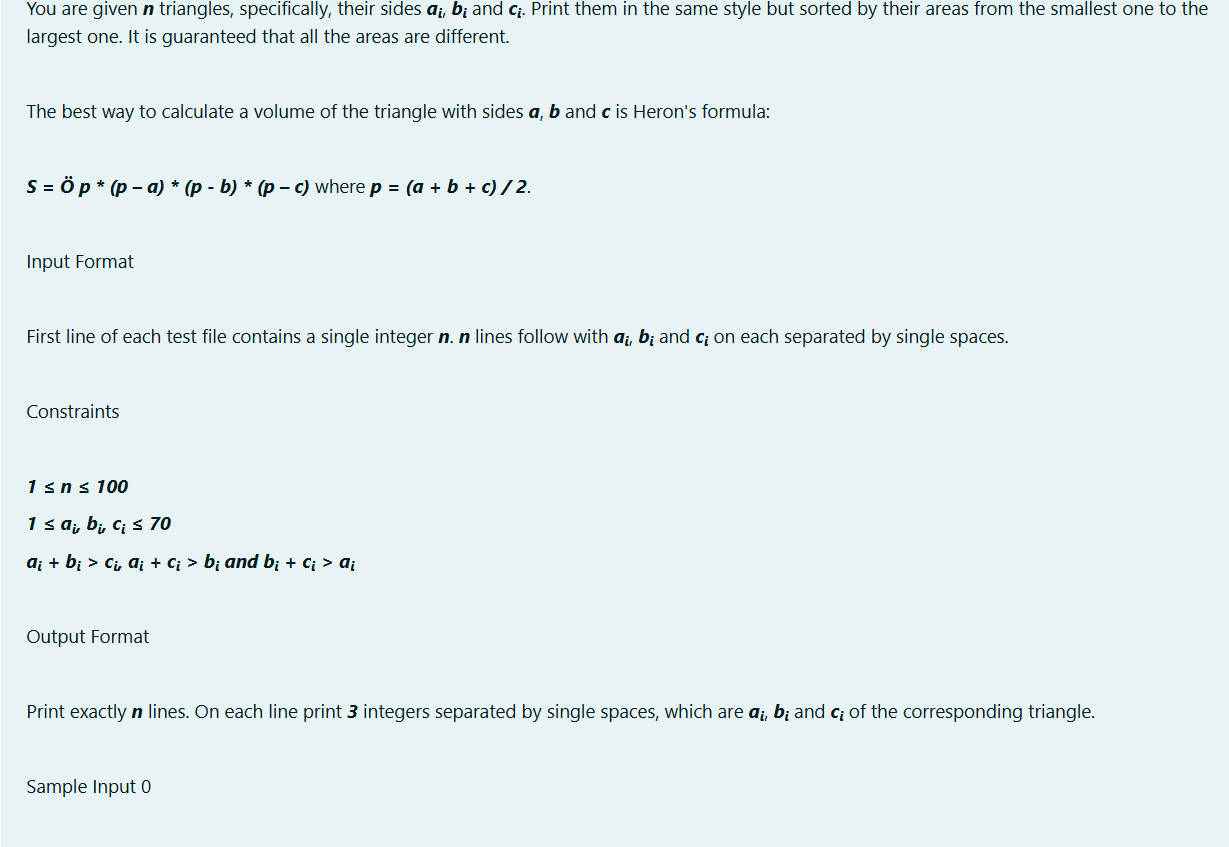 You are given n triangles, specifically, their sides ai, bi and ci. Print them in the same style but sorted by their areas from the smallest one to the
largest one. It is guaranteed that all the areas are different.
The best way to calculate a volume of the triangle with sides a, b and c is Heron's formula:
S = Ö p * (p – a) * (p - b) * (p – c) where p = (a + b + c) / 2.
Input Format
First line of each test file contains a single integer n. n lines follow with ai, bi and ci on each separated by single spaces.
Constraints
1 ≤ n ≤ 100
1 ≤ ai, bi, ci ≤ 70
ai + bi > ci, ai + ci > bi and bi + ci > ai
Output Format
Print exactly n lines. On each line print 3 integers separated by single spaces, which are ai, bi and ci of the corresponding triangle.
Sample Input 0